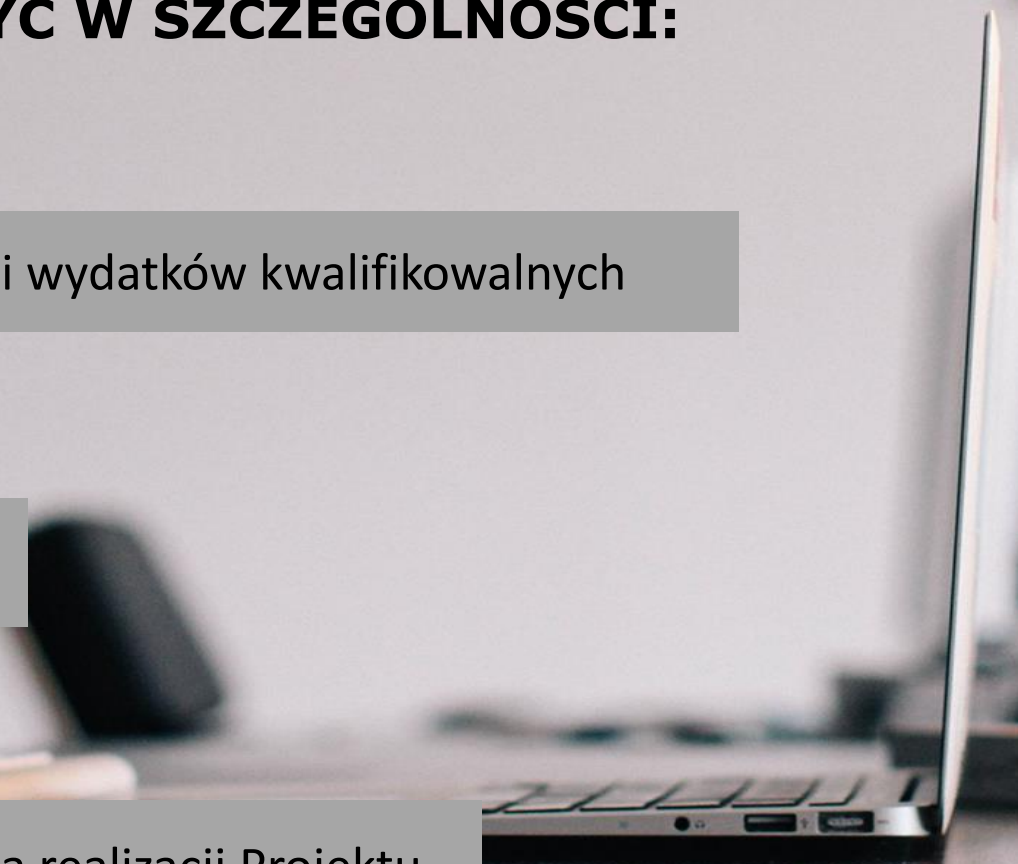 YĆ W SZCZEGÓLNOŚCI:
i wydatków kwalifikowalnych
a realizacji Projektu